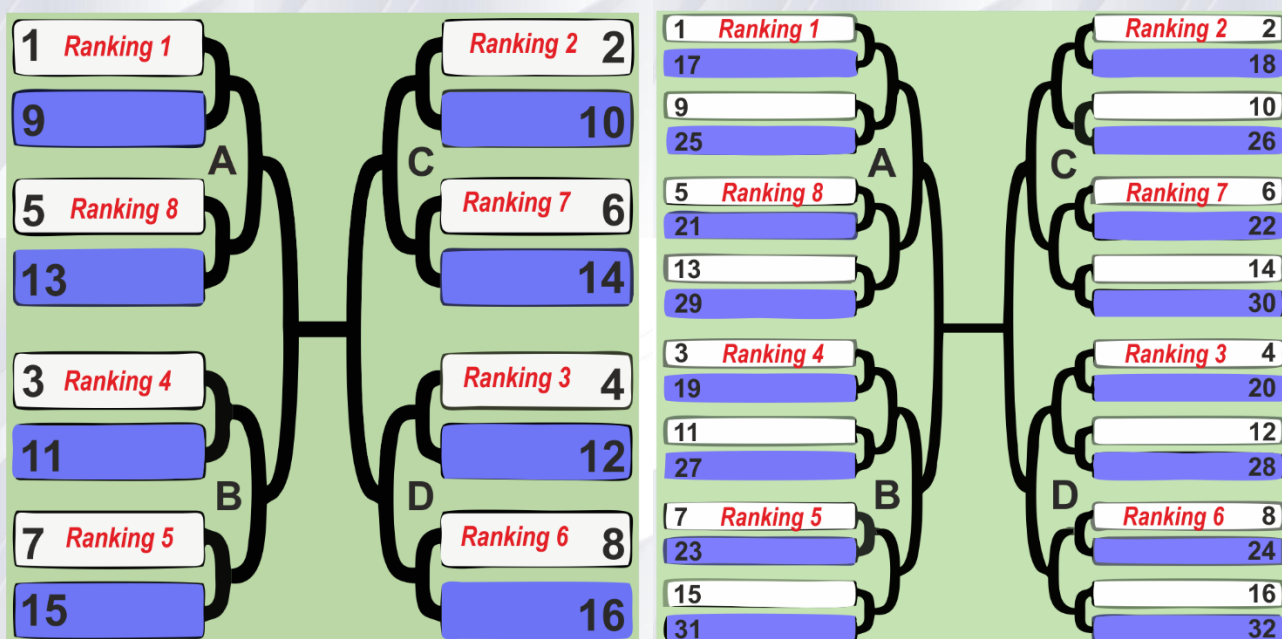 1 Ranking 1
9
A
5 Ranking 8
13
3 Ranking 4
11
B
7 Ranking 5
15
Ranking 2 2
10
C
Ranking 7 6
14
Ranking 3 4
12
D
Ranking 6 8
16
1 Ranking 1
17
9
25
A
5 Ranking 8
21
13
29
3 Ranking 4
19
11
27
B
7 Ranking 5
23
15
31
Ranking 2 2
18
10
26
C
Ranking 7 6
22
14
30
Ranking 3 4
20
12
28
D
Ranking 6 8
24
16
32